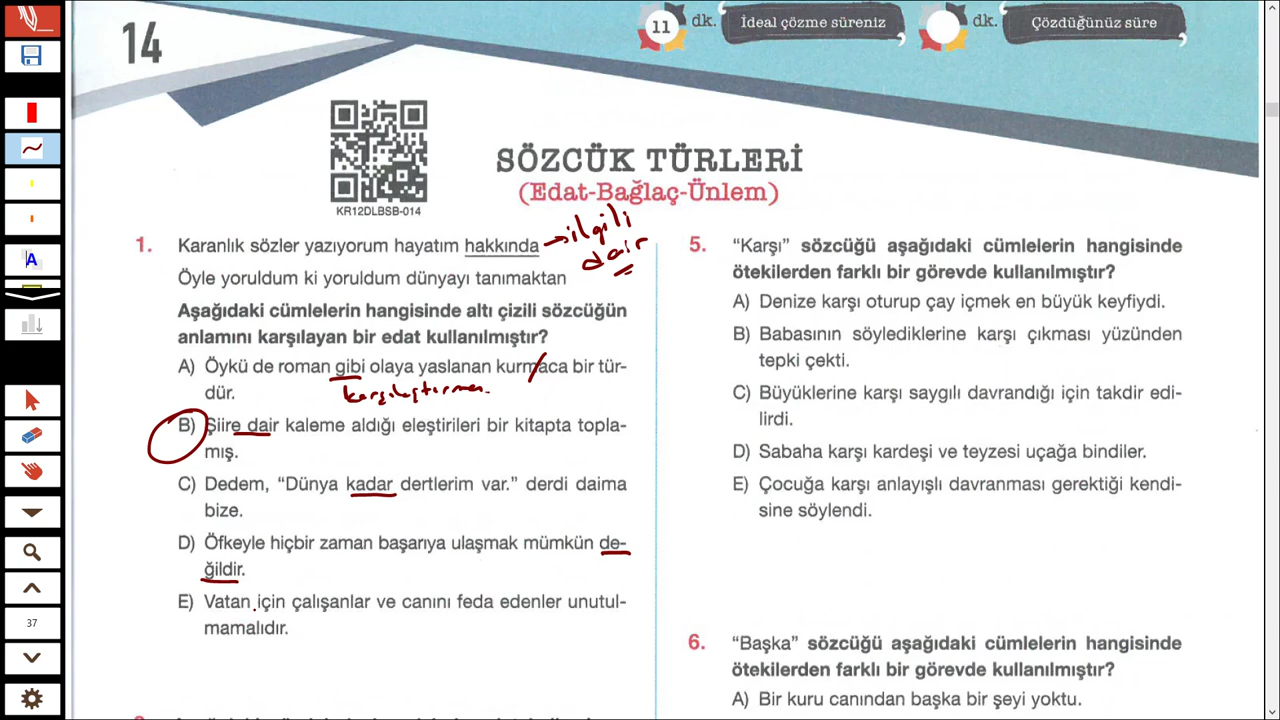 14
11
dk.
İdeal çözme süreniz
dk.
Çözdüğünüz süre
KR12DLBSB-014
SÖZCÜK TÜRLERİ
(Edat-Bağlaç-Ünlem)
1. Karanlık sözler yazıyorum hayatım hakkında → ilgili
dair
Öyle yoruldum ki yoruldum dünyayı tanımaktan
Aşağıdaki cümlelerin hangisinde altı çizili sözcüğün
anlamını karşılayan bir edat kullanılmıştır?
A) Öykü de roman gibi olaya yaslanan kurmaca bir tür-
dür.
karşılaştırma
B) Şiire dair kaleme aldığı eleştirileri bir kitapta topla-
mış.
C) Dedem, “Dünya kadar dertlerim var.” derdi daima
bize.
D) Öfkeyle hiçbir zaman başarıya ulaşmak mümkün de-
ğildir.
E) Vatan için çalışanlar ve canını feda edenler unutul-
mamalıdır.
5. “Karşı” sözcüğü aşağıdaki cümlelerin hangisinde
ötekilerden farklı bir görevde kullanılmıştır?
A) Denize karşı oturup çay içmek en büyük keyfiydi.
B) Babasının söylediklerine karşı çıkması yüzünden
tepki çekti.
C) Büyüklerine karşı saygılı davrandığı için takdir edi-
lirdi.
D) Sabaha karşı kardeşi ve teyzesi uçağa bindiler.
E) Çocuğa karşı anlayışlı davranması gerektiği kendi-
sine söylendi.
6. “Başka” sözcüğü aşağıdaki cümlelerin hangisinde
ötekilerden farklı bir görevde kullanılmıştır?
A) Bir kuru canından başka bir şeyi yoktu.
A
37